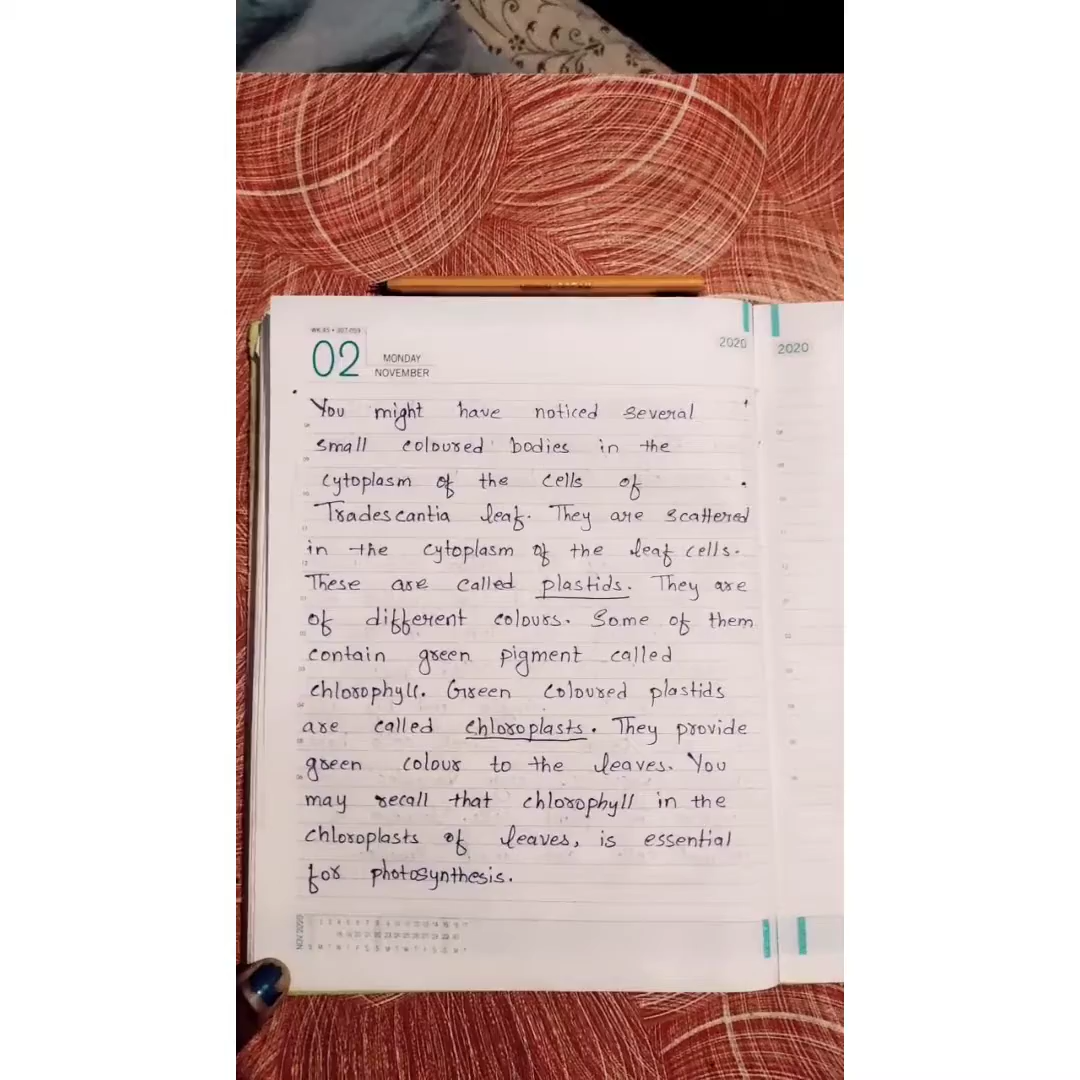 2020
2020
02
MONDAY
NOVEMBER
You might have noticed several
small coloured bodies in the
cytoplasm of the cells of
Tradescantia leaf. They are scattered
in the cytoplasm of the leaf cells.
These are called plastids. They are
of different colours. Some of them
contain green pigment called
chlorophyll. Green coloured plastids
are called chloroplasts. They provide
green colour to the leaves. You
may recall that chlorophyll in the
chloroplasts of leaves, is essential
for photosynthesis.